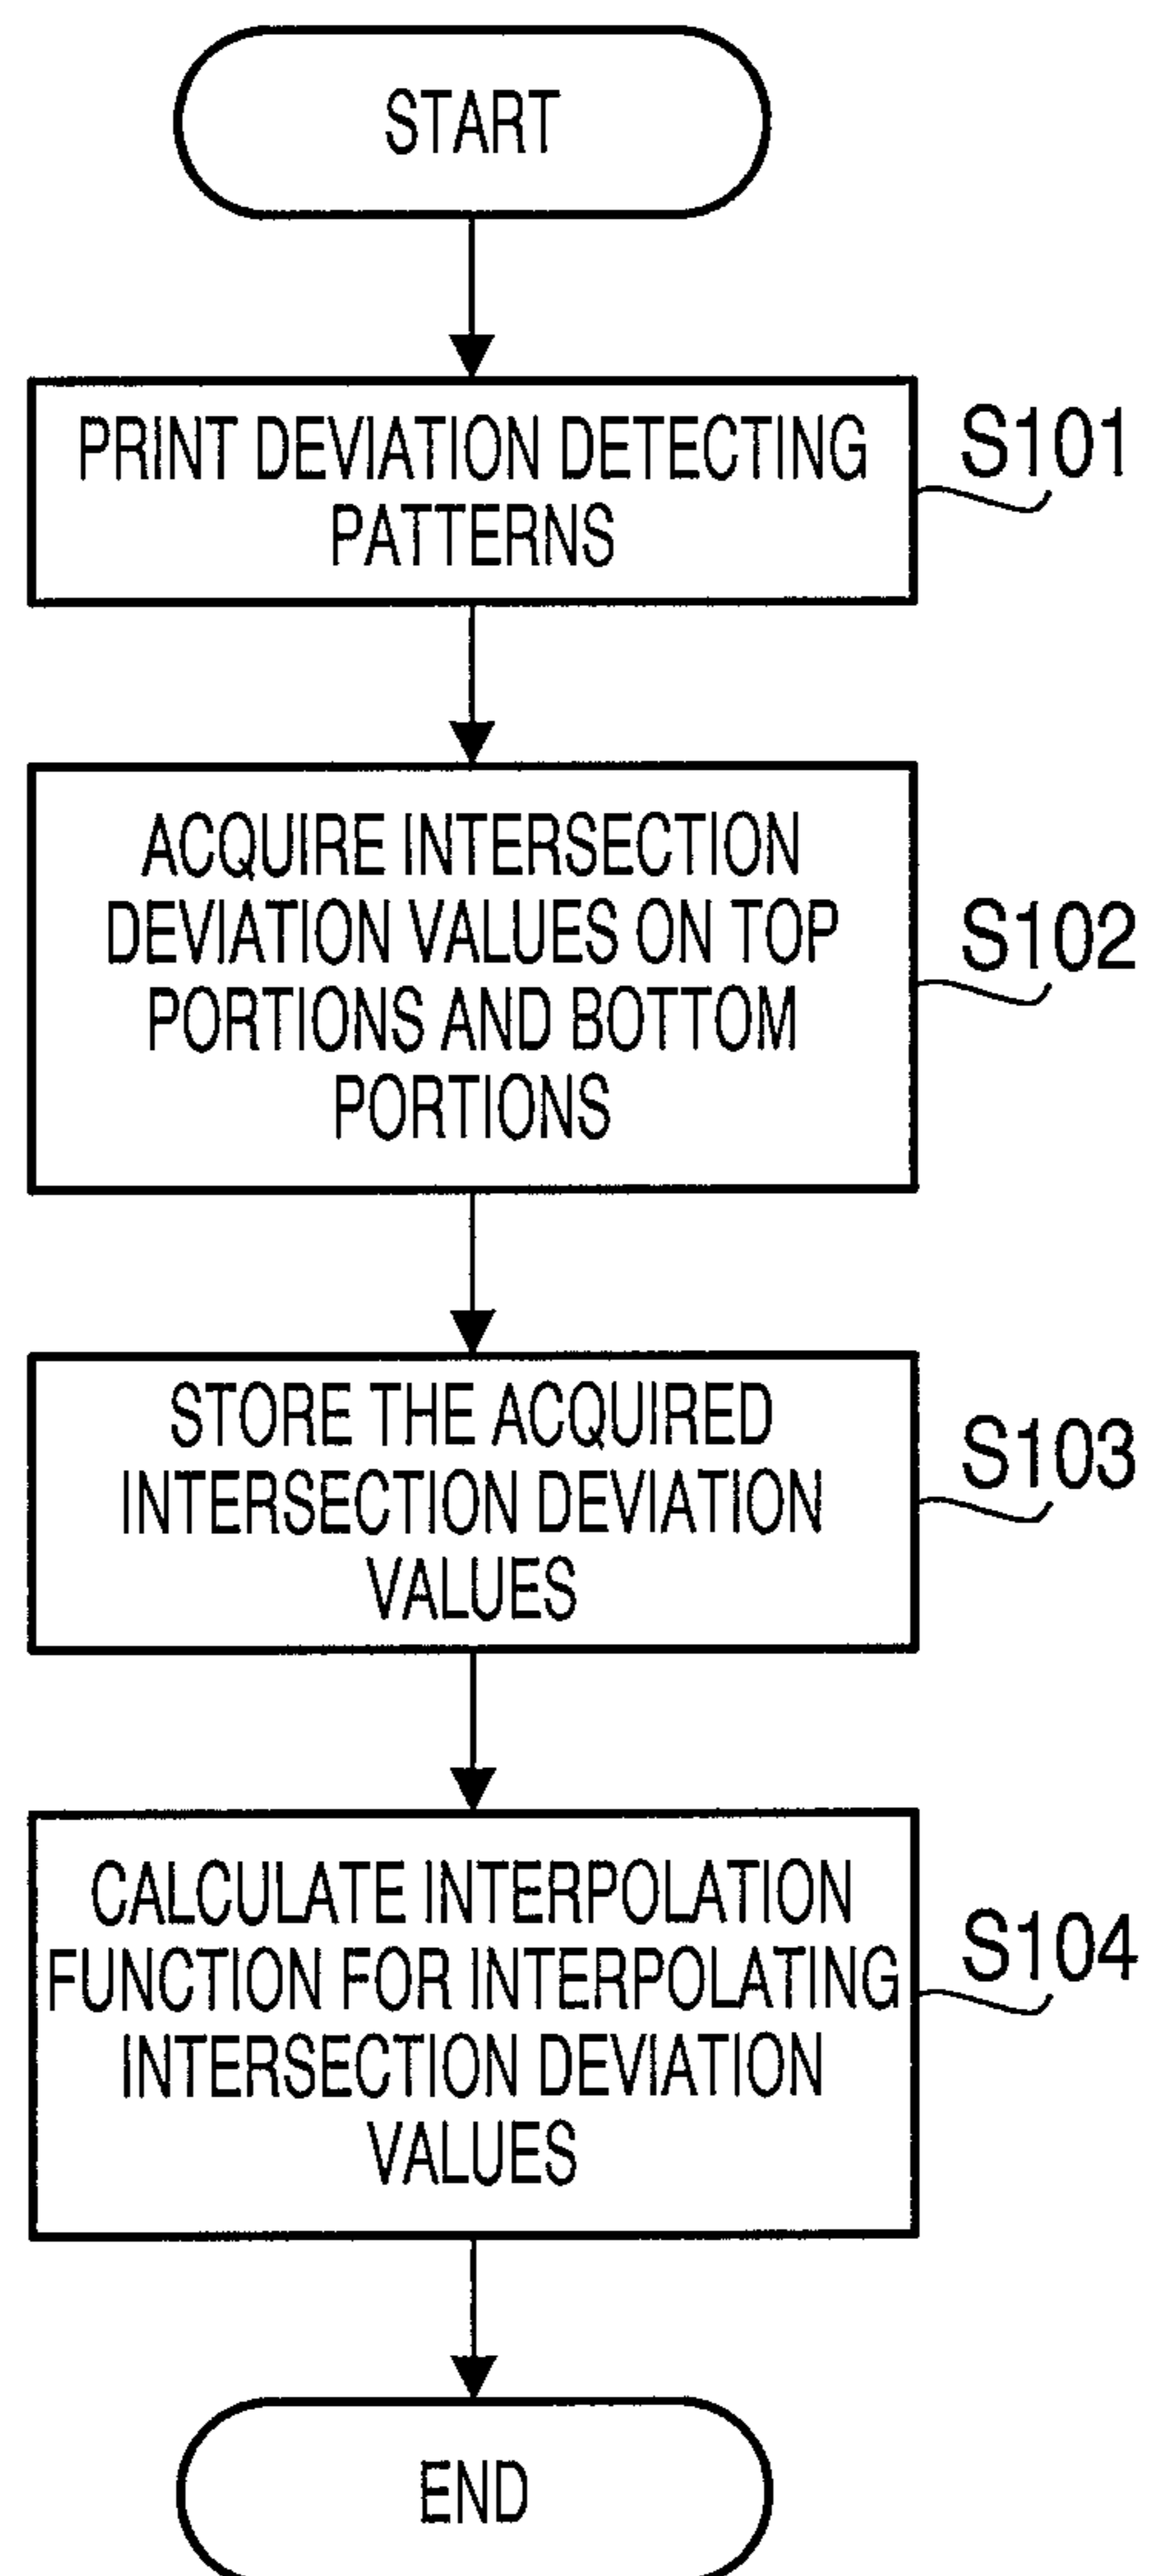 START
PRINT DEVIATION DETECTING
PATTERNS
S101
ACQUIRE INTERSECTION
DEVIATION VALUES ON TOP
PORTIONS AND BOTTOM
PORTIONS
S102
STORE THE ACQUIRED
INTERSECTION DEVIATION
VALUES
S103
CALCULATE INTERPOLATION
FUNCTION FOR INTERPOLATING
INTERSECTION DEVIATION
VALUES
S104
END